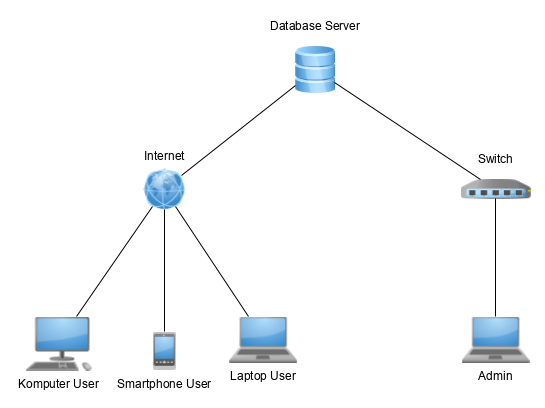 Database Server
Internet
Switch
Komputer User
Smartphone User
Laptop User
Admin